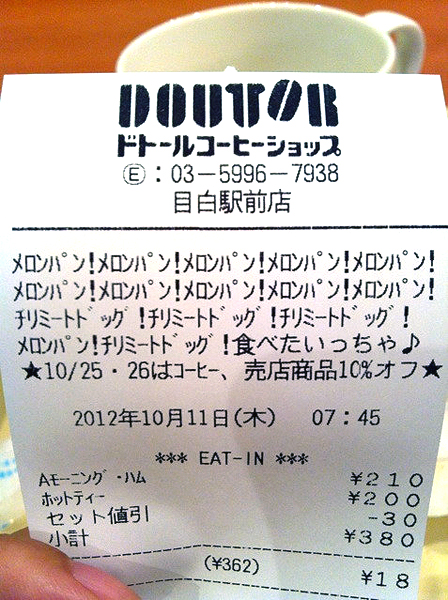 DOUTOR
ドトールコーヒーショップ
Ⓔ：03－5996－7938
目白駅前店
ﾒﾛﾝﾊﾟﾝ!ﾒﾛﾝﾊﾟﾝ!ﾒﾛﾝﾊﾟﾝ!ﾒﾛﾝﾊﾟﾝ!ﾒﾛﾝﾊﾟﾝ!
ﾒﾛﾝﾊﾟﾝ!ﾒﾛﾝﾊﾟﾝ!ﾒﾛﾝﾊﾟﾝ!ﾒﾛﾝﾊﾟﾝ!ﾒﾛﾝﾊﾟﾝ!
ﾁﾘﾐｰﾄﾄﾞｯｸﾞ!ﾁﾘﾐｰﾄﾄﾞｯｸﾞ!ﾁﾘﾐｰﾄﾄﾞｯｸﾞ!
ﾒﾛﾝﾊﾟﾝ!ﾁﾘﾐｰﾄﾄﾞｯｸﾞ!食べたいっちゃ♪
★10/25・26はｺｰﾋｰ、売店商品10%オフ★
2012年10月11日(木) 07：45
*** EAT-IN ***
Aﾓｰﾆﾝｸﾞ・ﾊﾑ ¥210
ﾎｯﾄﾃｨｰ ¥200
セット値引 -30
小計 ¥380
(¥362)
¥18